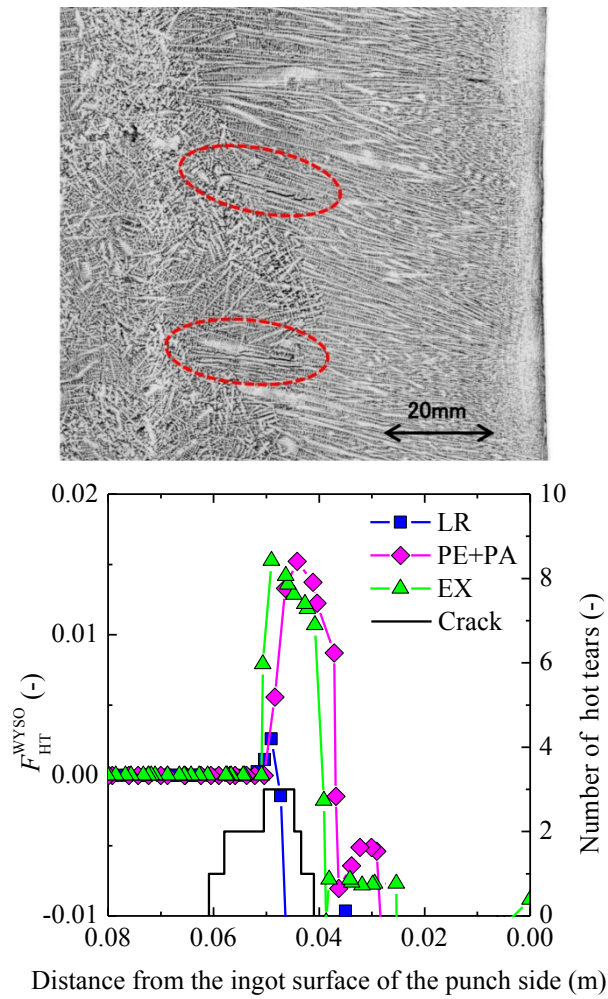 20mm
0.02
0.01
0.00
-0.01
10
8
6
4
2
0
LR
PE+PA
EX
Crack
F_HT^WYSO (-)
Number of hot tears (-)
0.08
0.06
0.04
0.02
0.00
Distance from the ingot surface of the punch side (m)